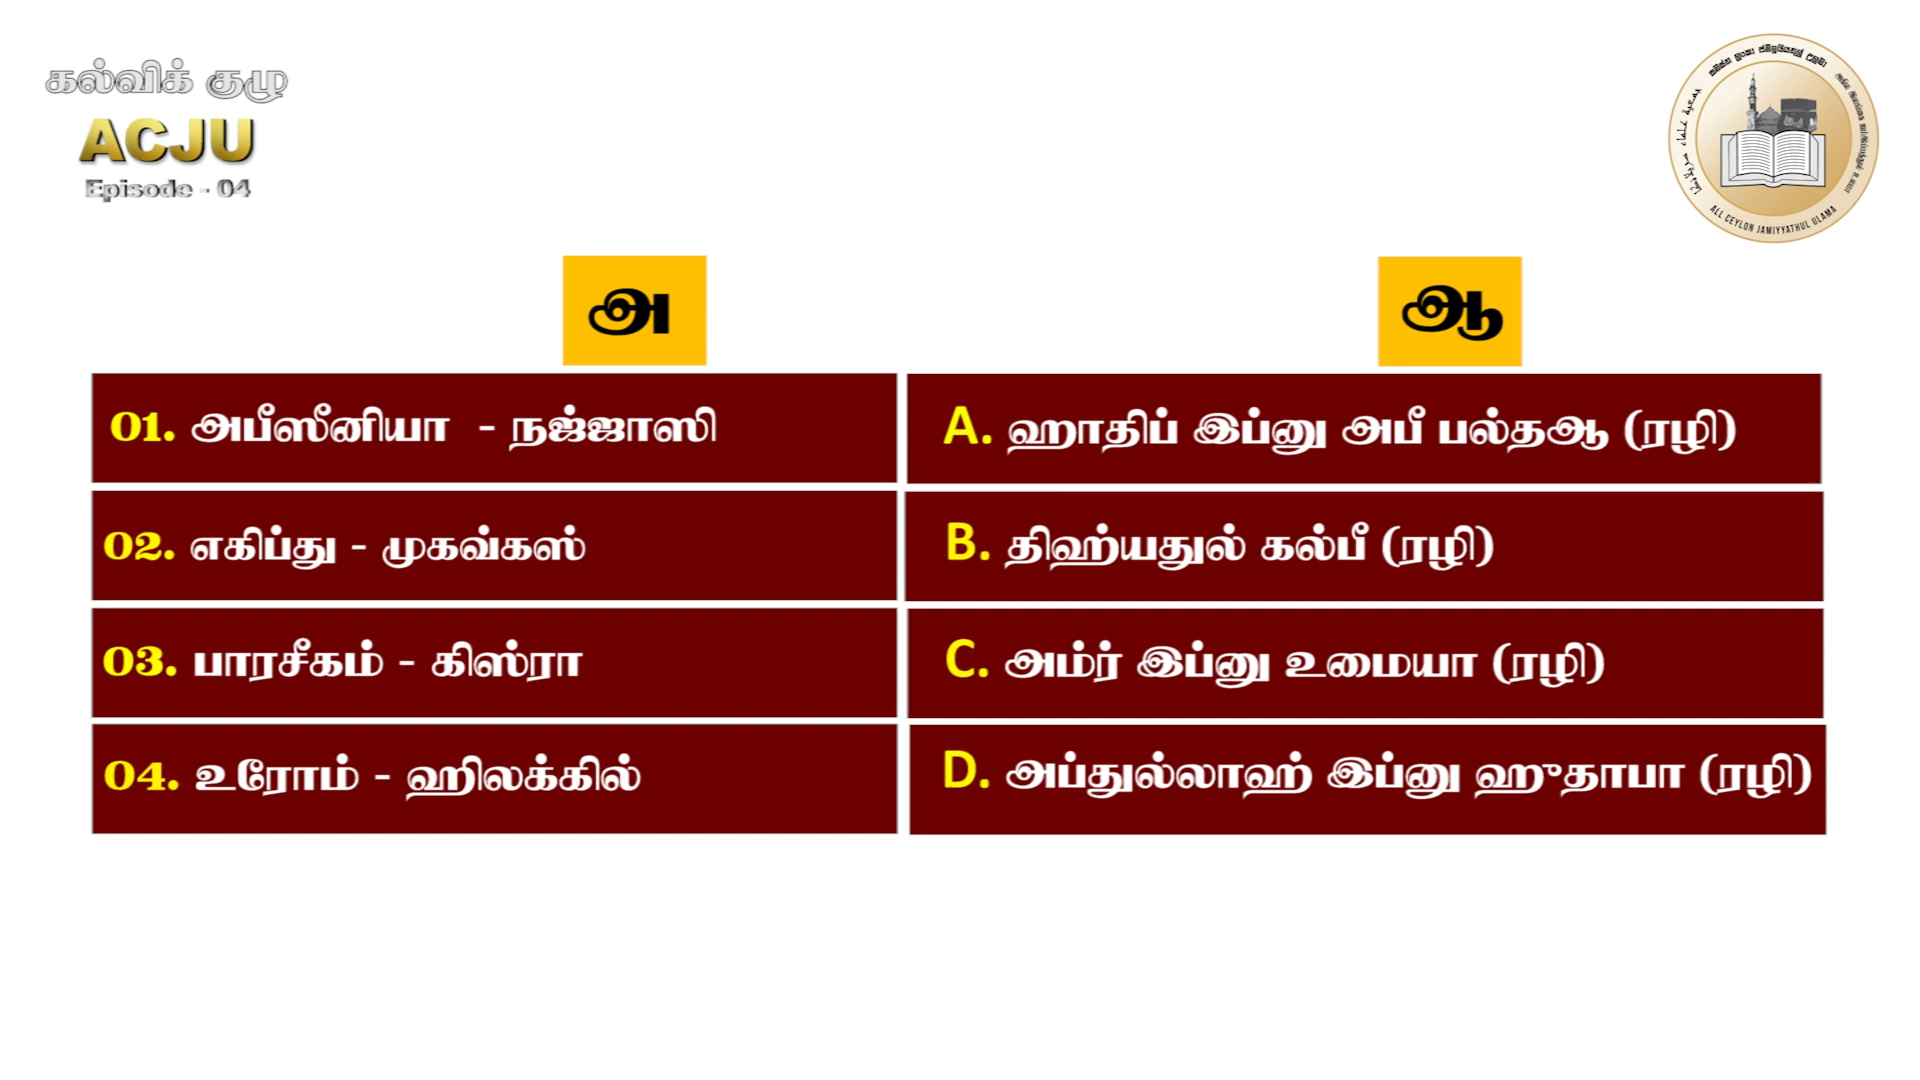 கல்விக் குழு
ACJU
Episode - 04
ALL CEYLON JAMIYYATHUL ULAMA
அ
ஆ
01. அபீஸீனியா - நஜ்ஜாஸி
A. ஹாதிப் இப்னு அபீ பல்தஆ (ரழி)
02. எகிப்து - முகவ்கஸ்
B. திஹ்யதுல் கல்பீ (ரழி)
03. பாரசீகம் - கிஸ்ரா
C. அம்ர் இப்னு உமையா (ரழி)
04. உரோம் - ஹிலக்கில்
D. அப்துல்லாஹ் இப்னு ஹுதாபா (ரழி)